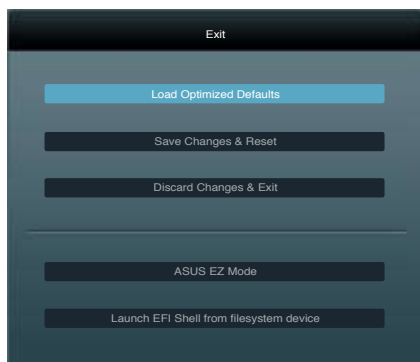 Exit
Load Optimized Defaults
Save Changes & Reset
Discard Changes & Exit
ASUS EZ Mode
Launch EFI Shell from filesystem device